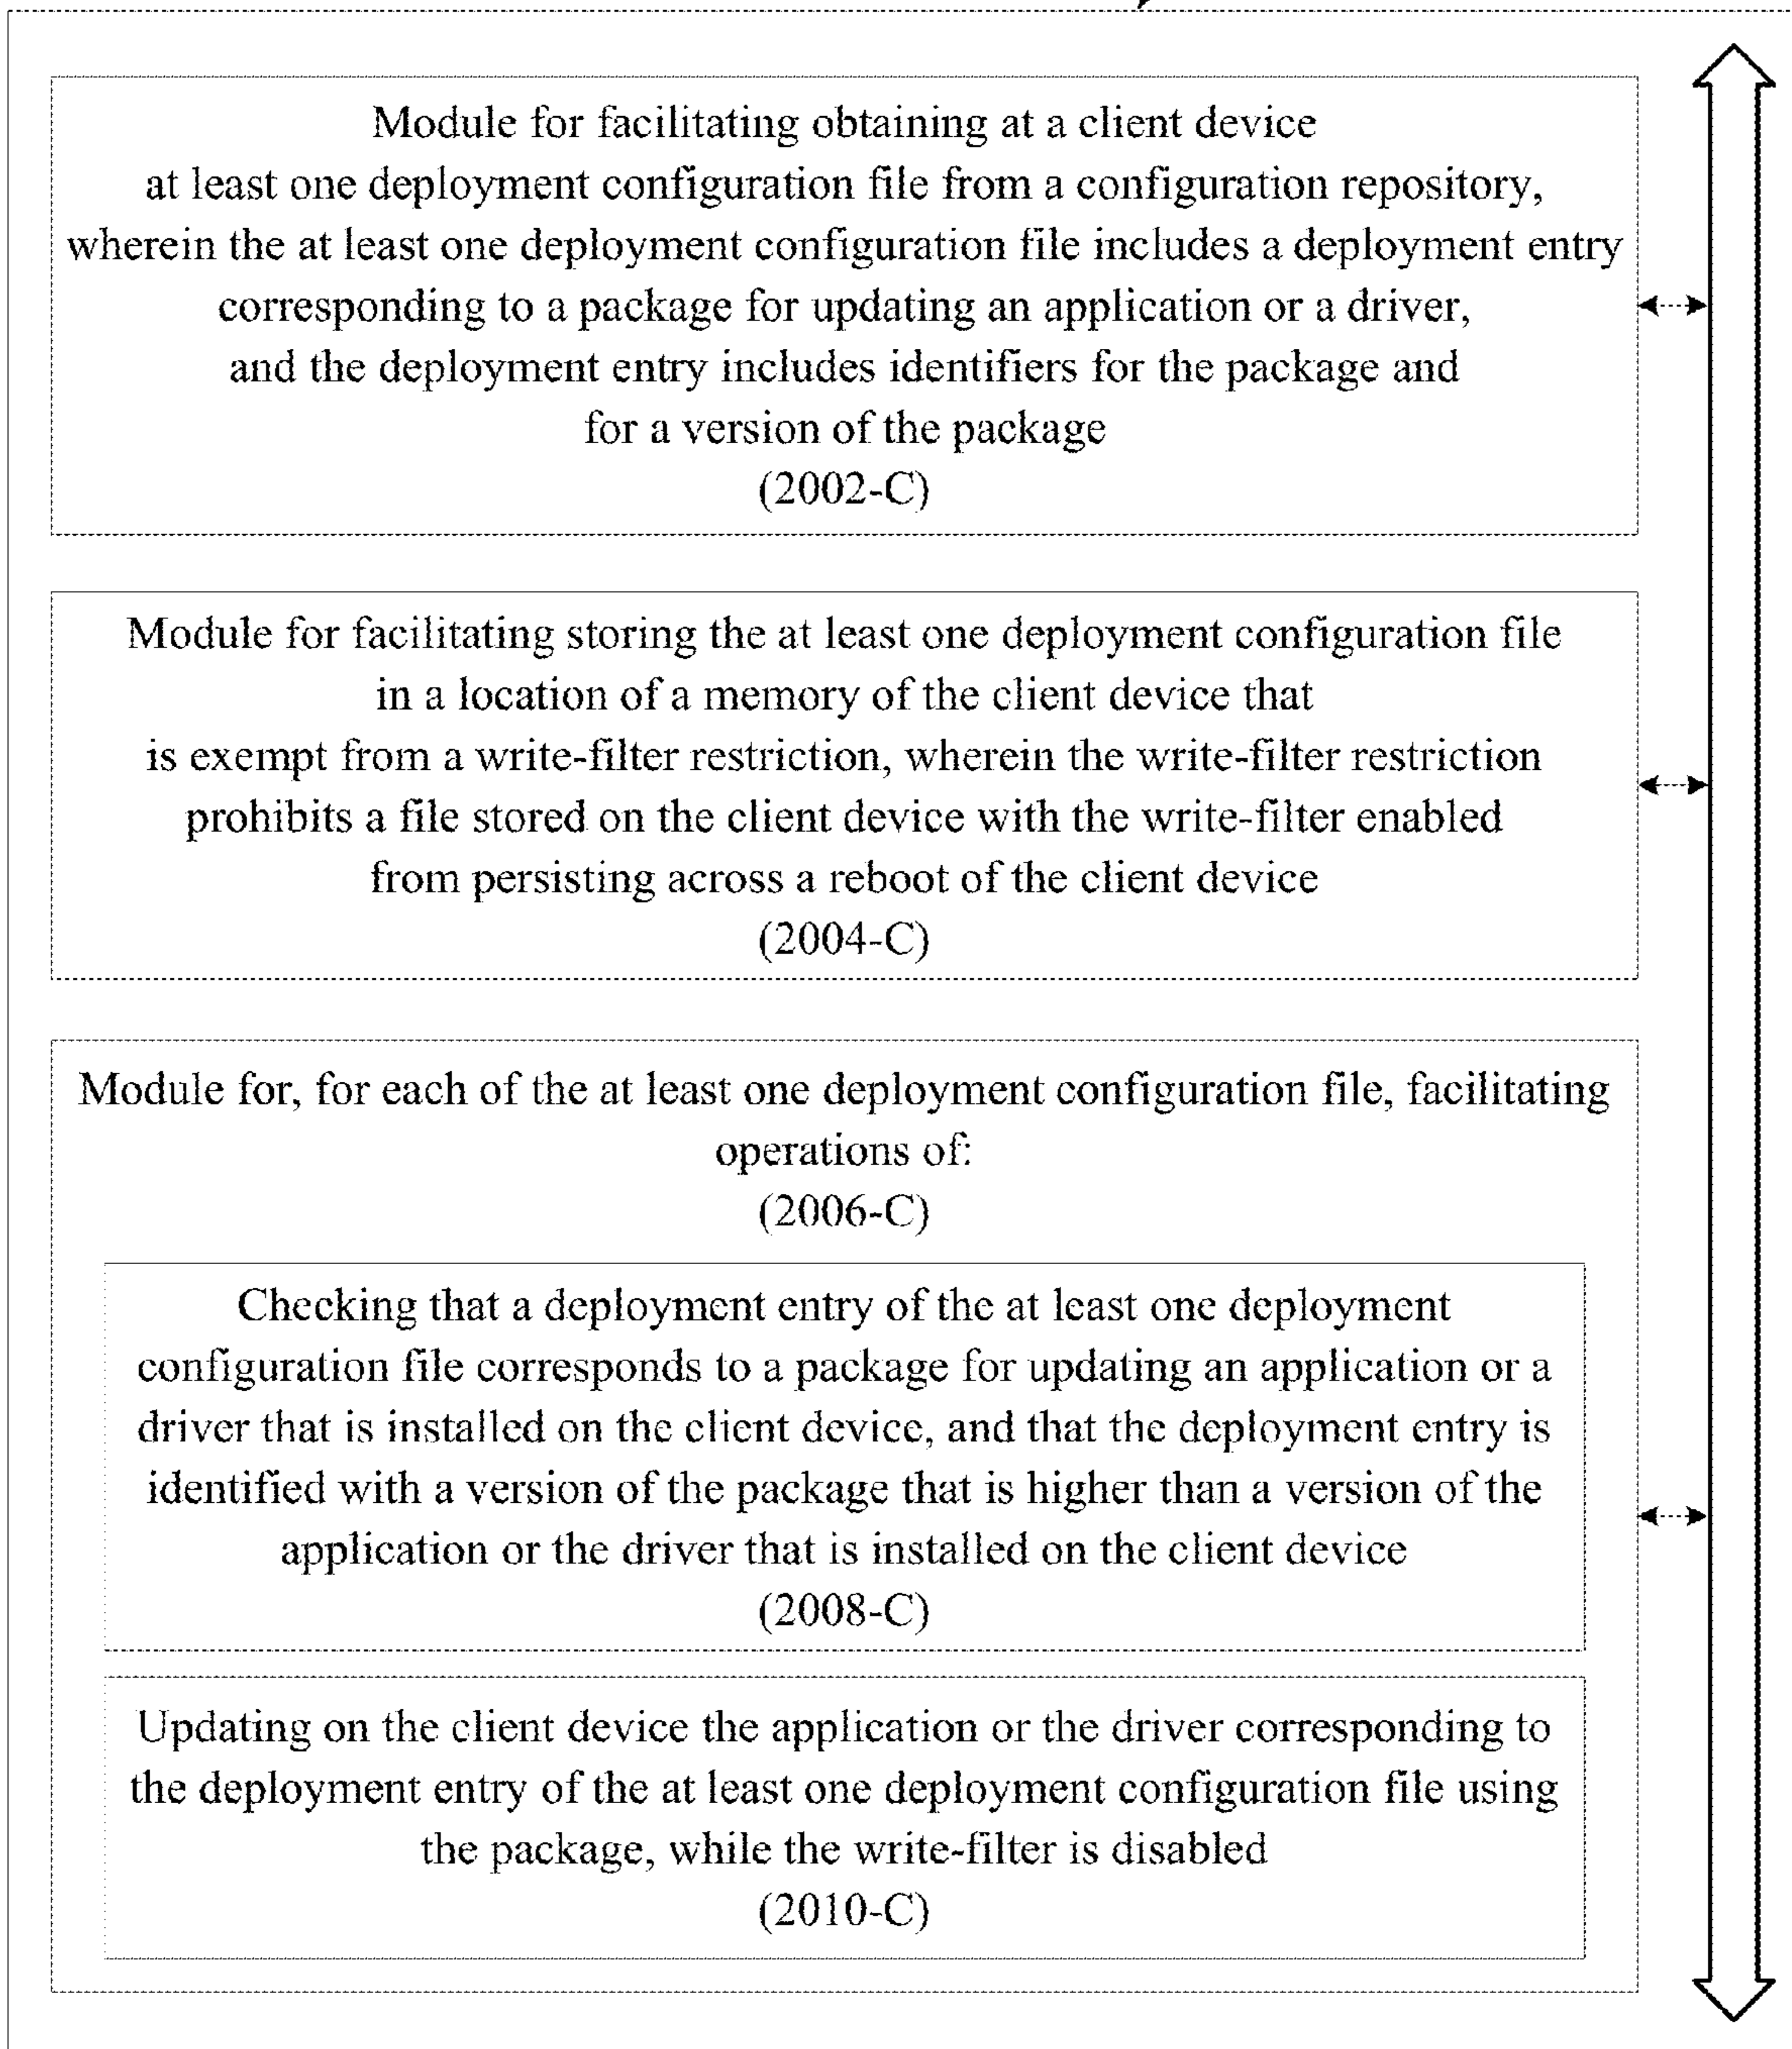 Module for facilitating obtaining at a client device
at least one deployment configuration file from a configuration repository,
wherein the at least one deployment configuration file includes a deployment entry
corresponding to a package for updating an application or a driver,
and the deployment entry includes identifiers for the package and
for a version of the package
(2002-C)
Module for facilitating storing the at least one deployment configuration file
in a location of a memory of the client device that
is exempt from a write-filter restriction, wherein the write-filter restriction
prohibits a file stored on the client device with the write-filter enabled
from persisting across a reboot of the client device
(2004-C)
Module for, for each of the at least one deployment configuration file, facilitating
operations of:
(2006-C)
Checking that a deployment entry of the at least one deployment
configuration file corresponds to a package for updating an application or a
driver that is installed on the client device, and that the deployment entry is
identified with a version of the package that is higher than a version of the
application or the driver that is installed on the client device
(2008-C)
Updating on the client device the application or the driver corresponding to
the deployment entry of the at least one deployment configuration file using
the package, while the write-filter is disabled
(2010-C)